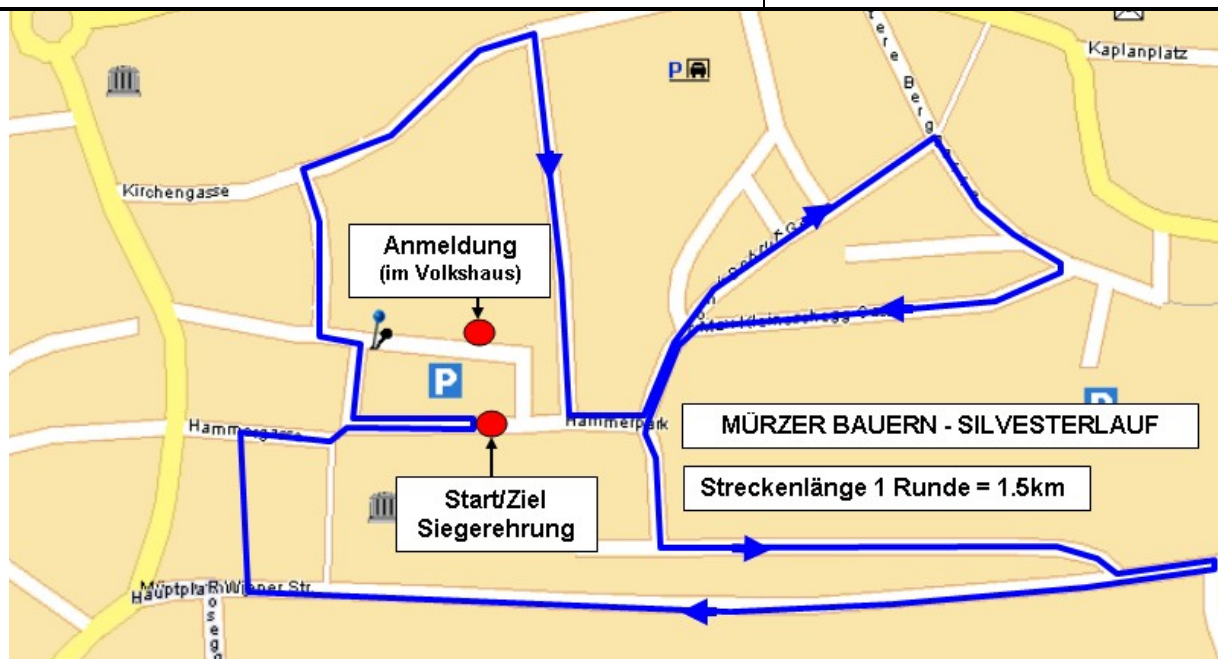 Kaplanplatz
P
Kirchengasse
Anmeldung
(im Volkshaus)
P
Hammergasse
Hammerpark
MÜRZER BAUERN - SILVESTERLAUF
Streckenlänge 1 Runde = 1.5km
Start/Ziel
Siegerehrung
Wiener Str.